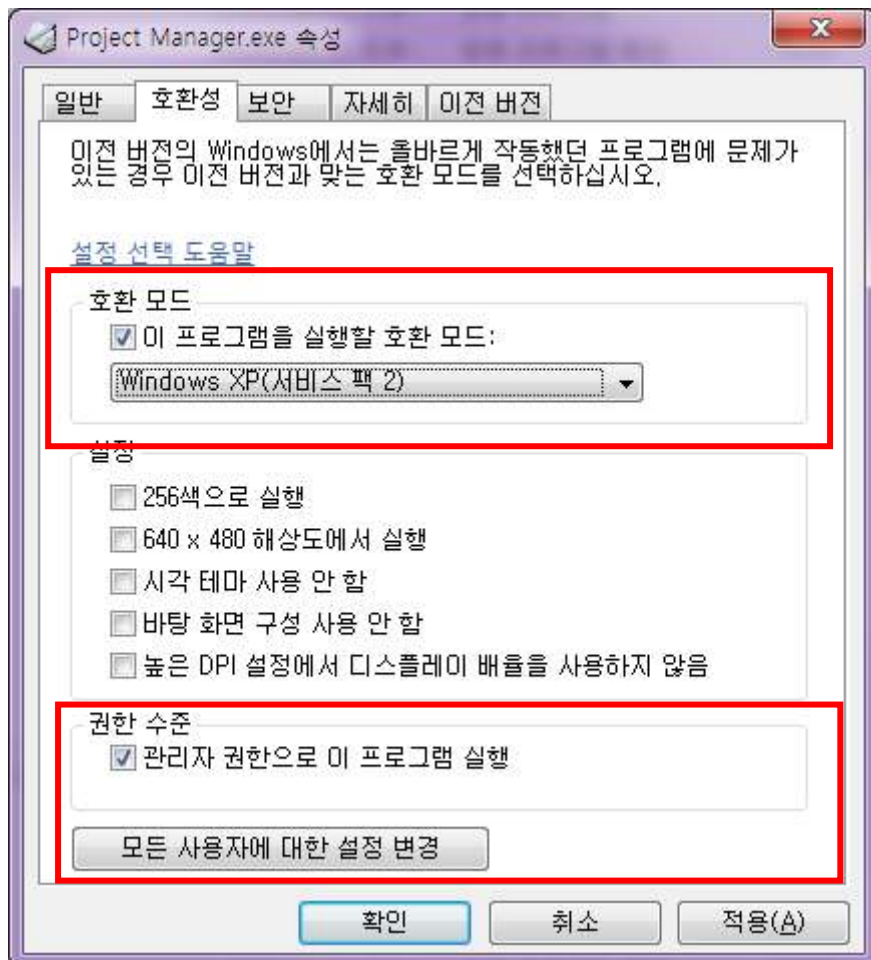 Project Manager.exe 속성
일반 호환성 보안 자세히 이전 버전
이전 버전의 Windows에서는 올바르게 작동했던 프로그램에 문제가
있는 경우 이전 버전과 맞는 호환 모드를 선택하십시오.
설정 선택 도움말
호환 모드
이 프로그램을 실행할 호환 모드:
Windows XP(서비스 팩 2)
설정
256색으로 실행
640 x 480 해상도에서 실행
시각 테마 사용 안 함
바탕 화면 구성 사용 안 함
높은 DPI 설정에서 디스플레이 배율을 사용하지 않음
권한 수준
관리자 권한으로 이 프로그램 실행
모든 사용자에 대한 설정 변경
확인 취소 적용(A)